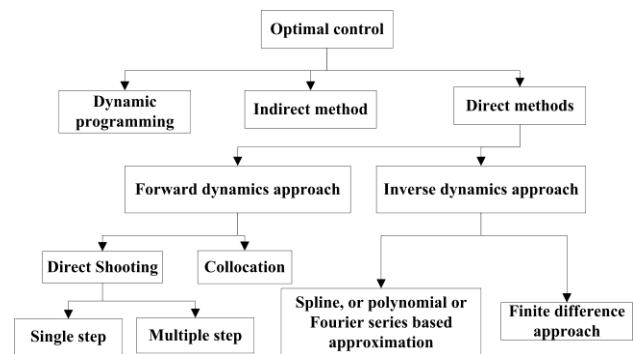 Optimal control
Dynamic
programming
Indirect method
Direct methods
Forward dynamics approach
Inverse dynamics approach
Direct Shooting
Collocation
Spline, or polynomial or
Fourier series based
approximation
Finite difference
approach
Single step
Multiple step